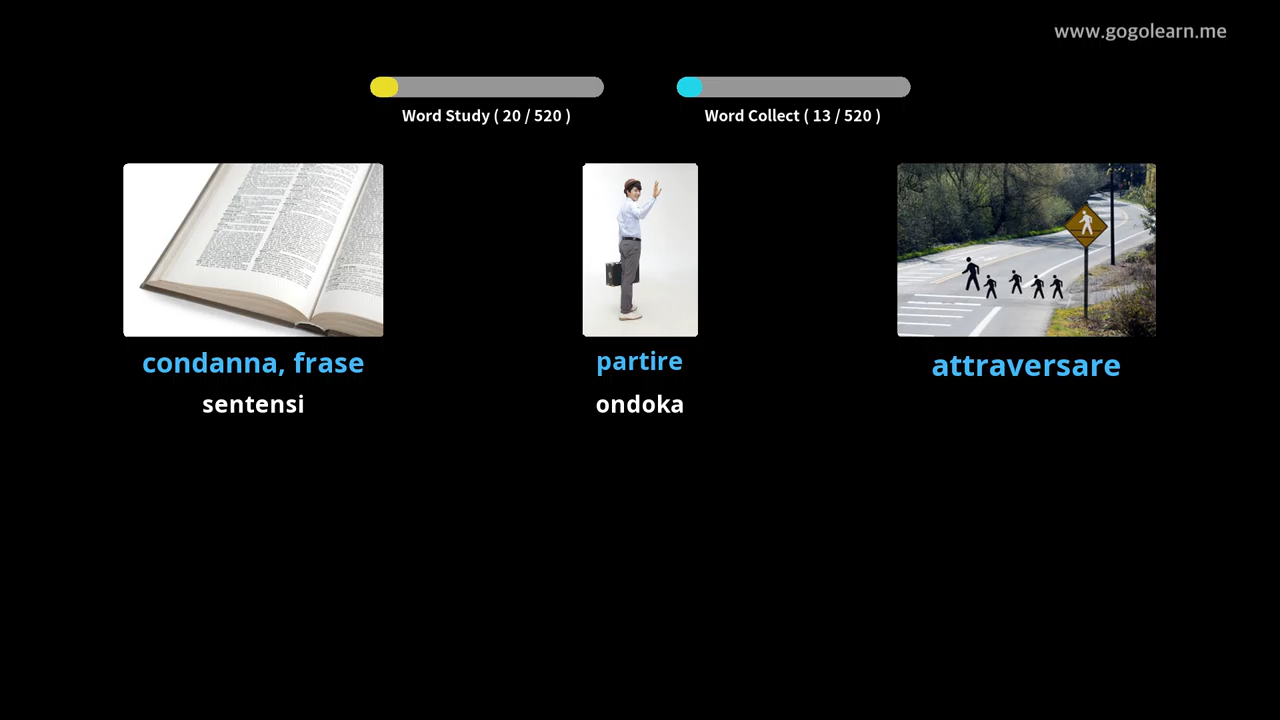 www.gogolearn.me
Word Study ( 20 / 520 )
Word Collect ( 13 / 520 )
condanna, frase
partire
attraversare
sentensi
ondoka